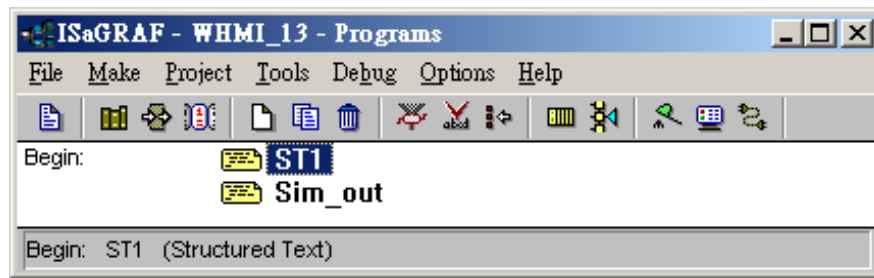 ISaGRAF - WHMI_13 - Programs
File Make Project Tools Debug Options Help
Begin: ST1
Sim_out
Begin: ST1 (Structured Text)